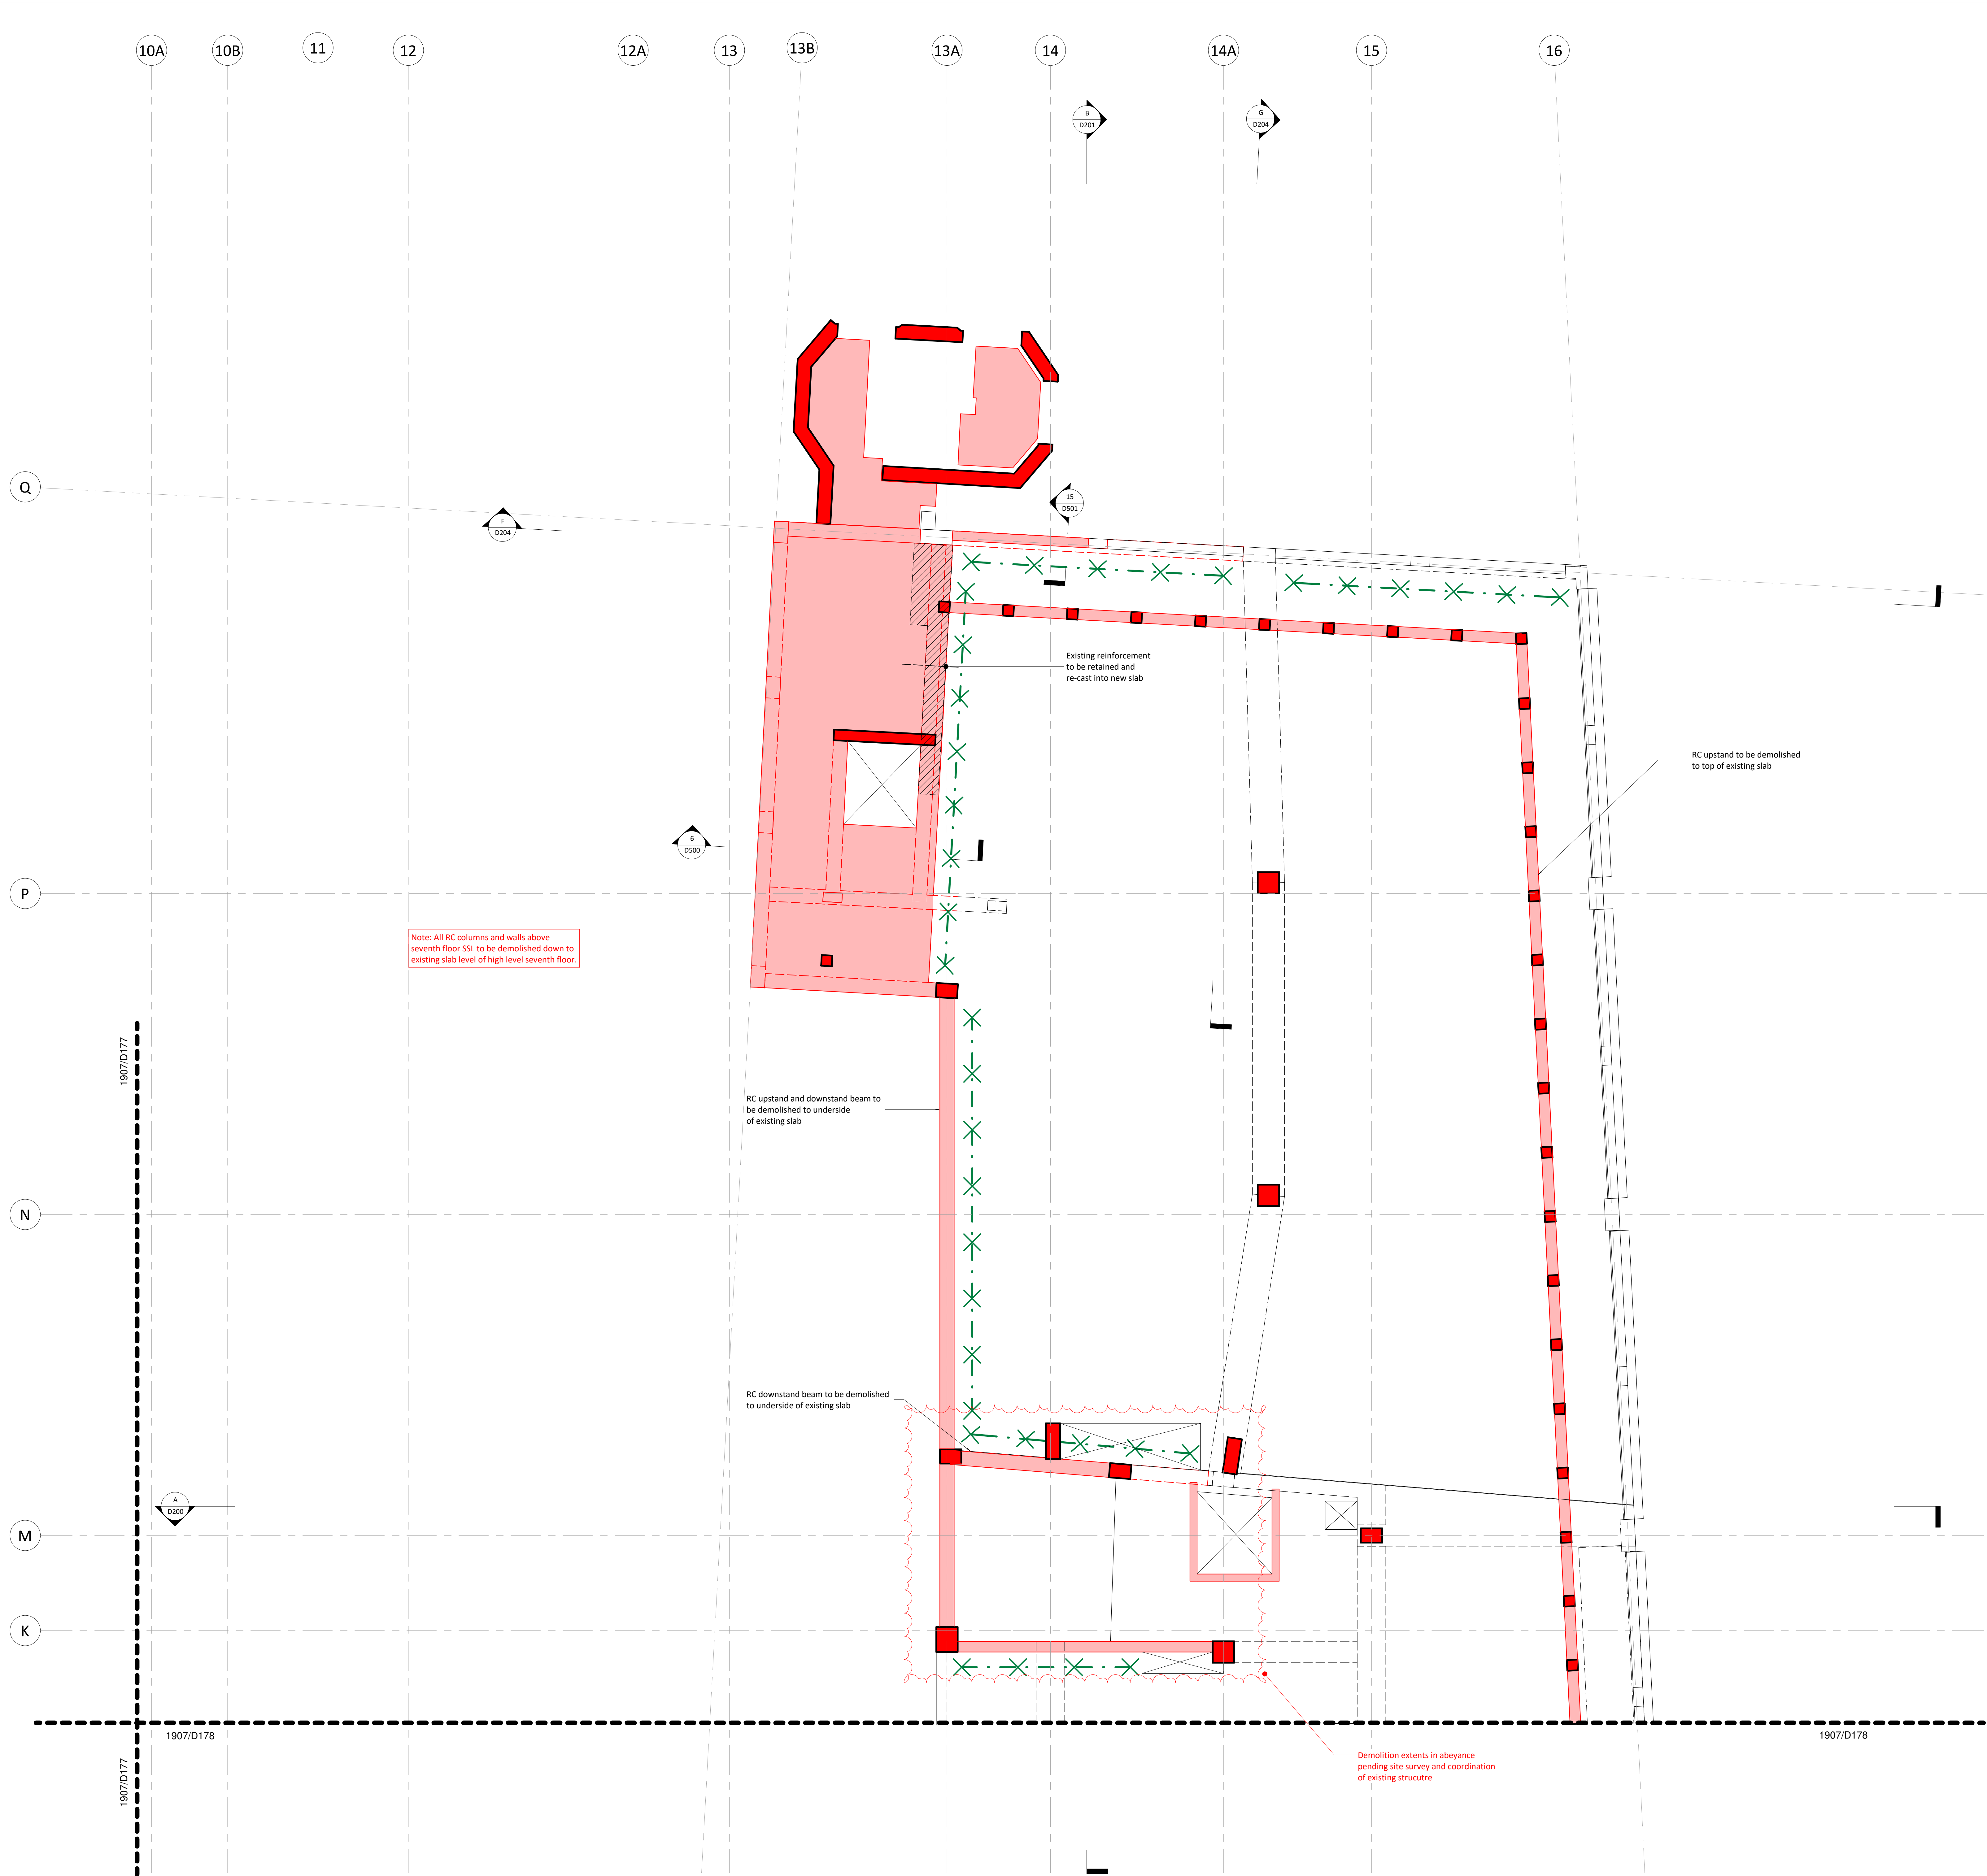 10A
10B
11
12
12A
13
13B
13A
14
14A
15
16
B
D201
G
D204
Q
F
D204
15
D501
Existing reinforcement
to be retained and
re-cast into new slab
RC upstand to be demolished
to top of existing slab
6
D500
P
Note: All RC columns and walls above
seventh floor SSL to be demolished down to
existing slab level of high level seventh floor.
1907/D177
RC upstand and downstand beam to
be demolished to underside
of existing slab
N
RC downstand beam to be demolished
to underside of existing slab
A
D200
M
K
1907/D178
1907/D178
1907/D177
Demolition extents in abeyance
pending site survey and coordination
of existing strucutre